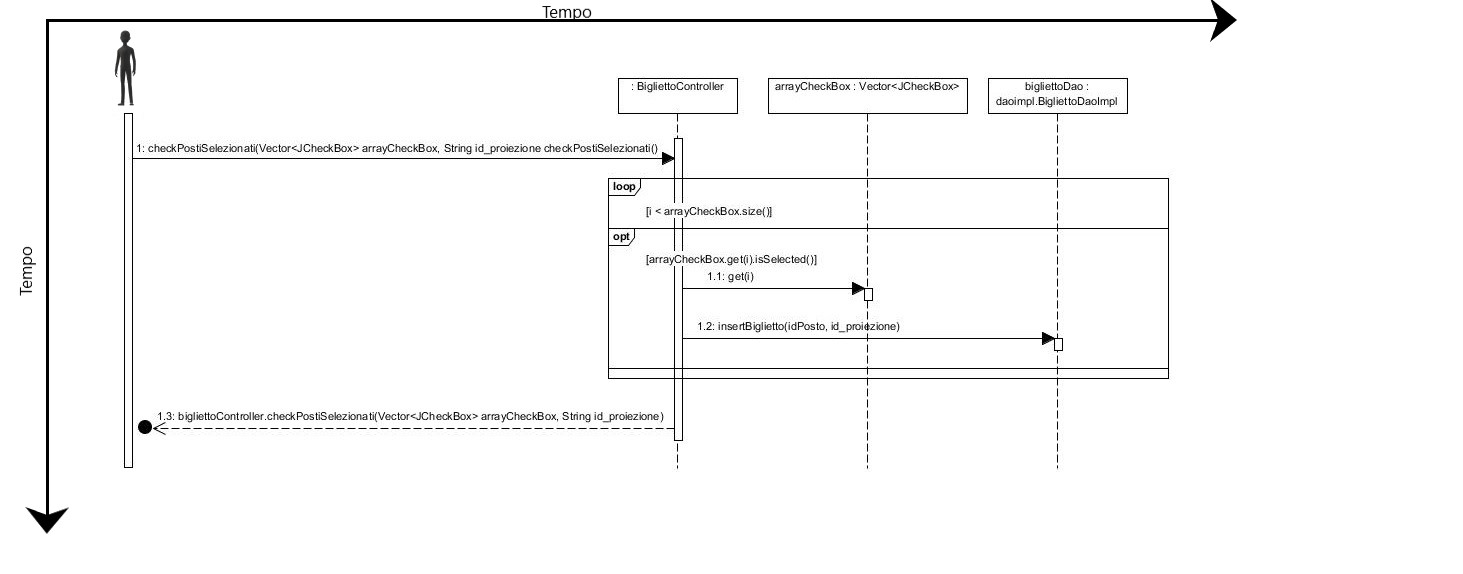 Tempo
: BigliettoController
arrayCheckBox : Vector<JCheckBox>
bigliettoDao :
daoimpl.BigliettoDaoImpl
1: checkPostiSelezionati(Vector<JCheckBox> arrayCheckBox, String id_proiezione checkPostiSelezionati()
loop
[i < arrayCheckBox.size()]
opt
[arrayCheckBox.get(i).isSelected()]
1.1: get(i)
Tempo
1.2: insertBiglietto(idPosto, id_proiezione)
1.3: bigliettoController.checkPostiSelezionati(Vector<JCheckBox> arrayCheckBox, String id_proiezione)